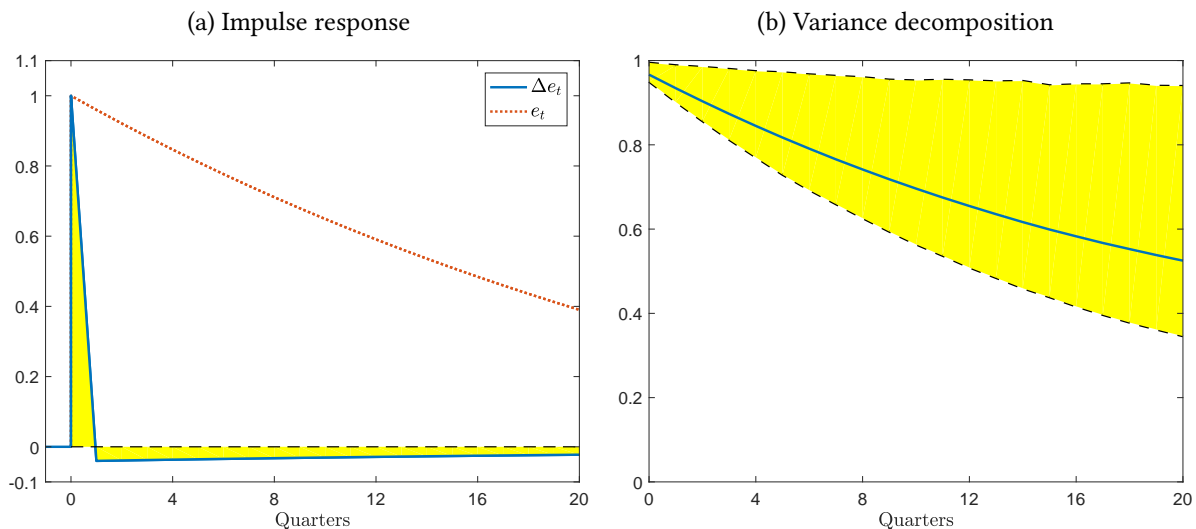 (a) Impulse response
1.1
1
0.8
0.6
0.4
0.2
0
-0.1
0 4 8 12 16 20
Quarters
Δe_t
e_t
(b) Variance decomposition
1
0.8
0.6
0.4
0.2
0
0 4 8 12 16 20
Quarters